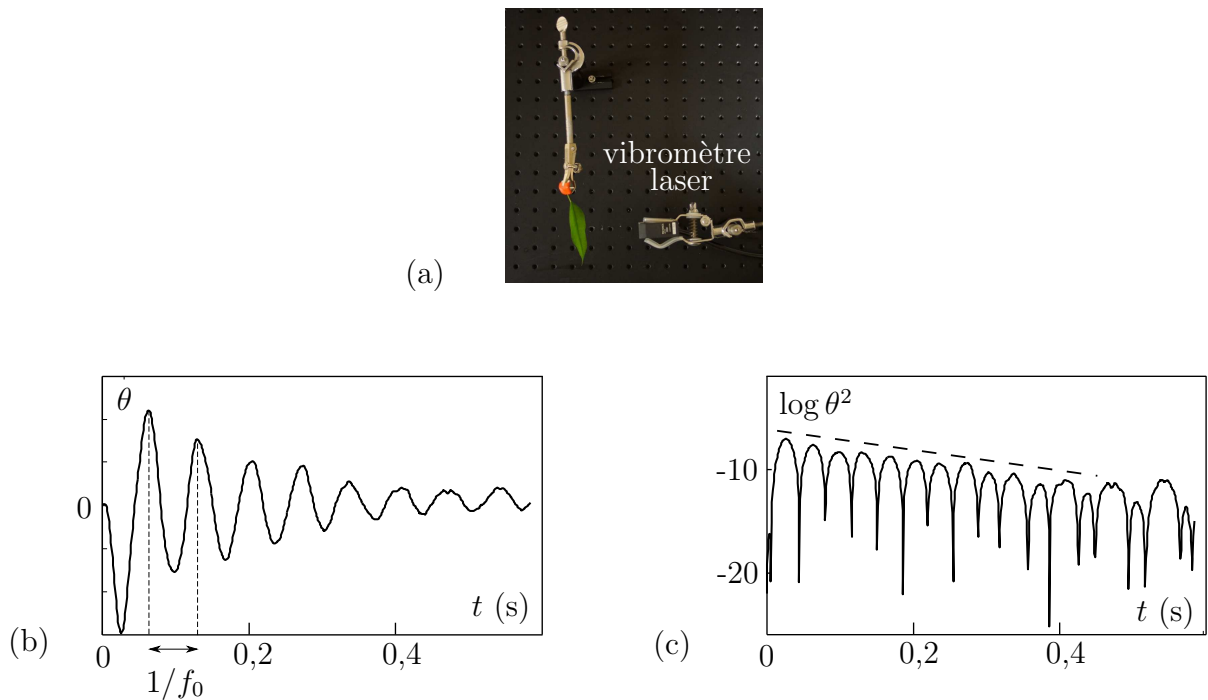 vibromètre
laser
(a)
θ
0
t (s)
(b)
0
0,2
0,4
1/f₀
log θ²
-10
-20
t (s)
(c)
0
0,2
0,4